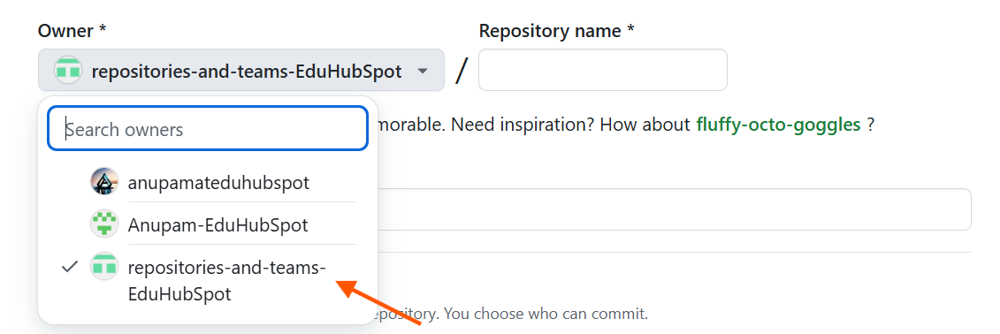 Owner *
Repository name *
repositories-and-teams-EduHubSpot
/
Search owners
morable. Need inspiration? How about fluffy-octo-goggles ?
anupamateduhubspot
Anupam-EduHubSpot
repositories-and-teams-
EduHubSpot
epository. You choose who can commit.